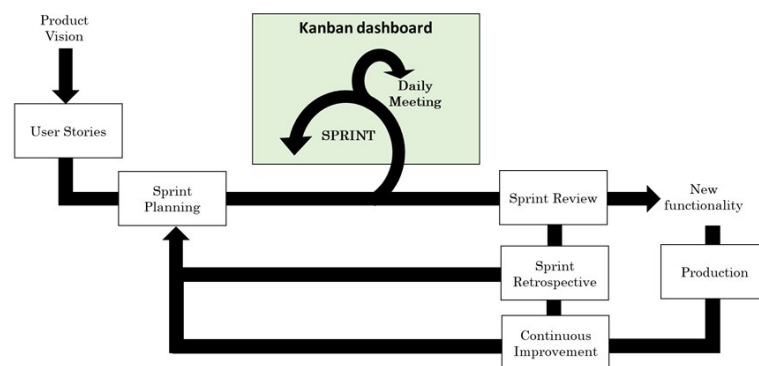 Product
Vision
Kanban dashboard
Daily
Meeting
SPRINT
User Stories
Sprint
Planning
Sprint Review
New
functionality
Sprint
Retrospective
Production
Continuous
Improvement